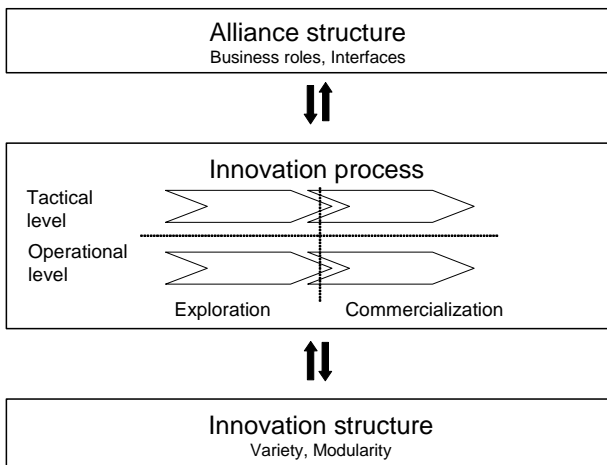 Alliance structure
Business roles, Interfaces
Innovation process
Tactical
level
Operational
level
Exploration
Commercialization
Innovation structure
Variety, Modularity